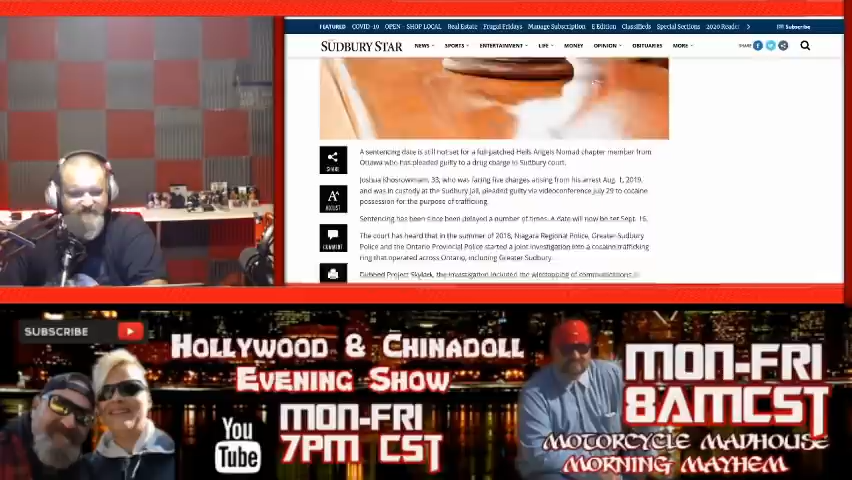 FEATURED COVID-19 OPEN - SHOP LOCAL Real Estate Frugal Fridays Manage Subscription E Edition Classifieds Special Sections 2020 Reader Subscribe
SUDBURY STAR NEWS SPORTS ENTERTAINMENT LIFE MONEY OPINION OBITUARIES MORE SHARE
A sentencing date is still not set for a full-patched Hells Angels Nomad chapter member from
Ottawa who has pleaded guilty to a drug charge to Sudbury court.
SHARE
Joshua 33, who was facing five charges arising from his arrest Aug. 1, 2019,
and was in custody at the Sudbury Jail, pleaded guilty via videoconference July 29 to cocaine
possession for the purpose of trafficking.
A A
ADJUST
Sentencing has been since been delayed a number of times. A date will now be set Sept. 16.
The court has heard that in the summer of 2018, Niagara Regional Police, Greater Sudbury
Police and the Ontario Provincial Police started a joint investigation into a cocaine trafficking
ring that operated across Ontario, including Greater Sudbury.
COMMENT
Dubbed Project Skylark, the investigation included the wiretapping of communications
SUBSCRIBE
HOLLYWOOD & CHINADOLL
EVENING SHOW
You
Tube
MON-FRI
7PM CST
MON-FRI
8AMCST
MOTORCYCLE MADHOUSE
MORNING MAYHEM